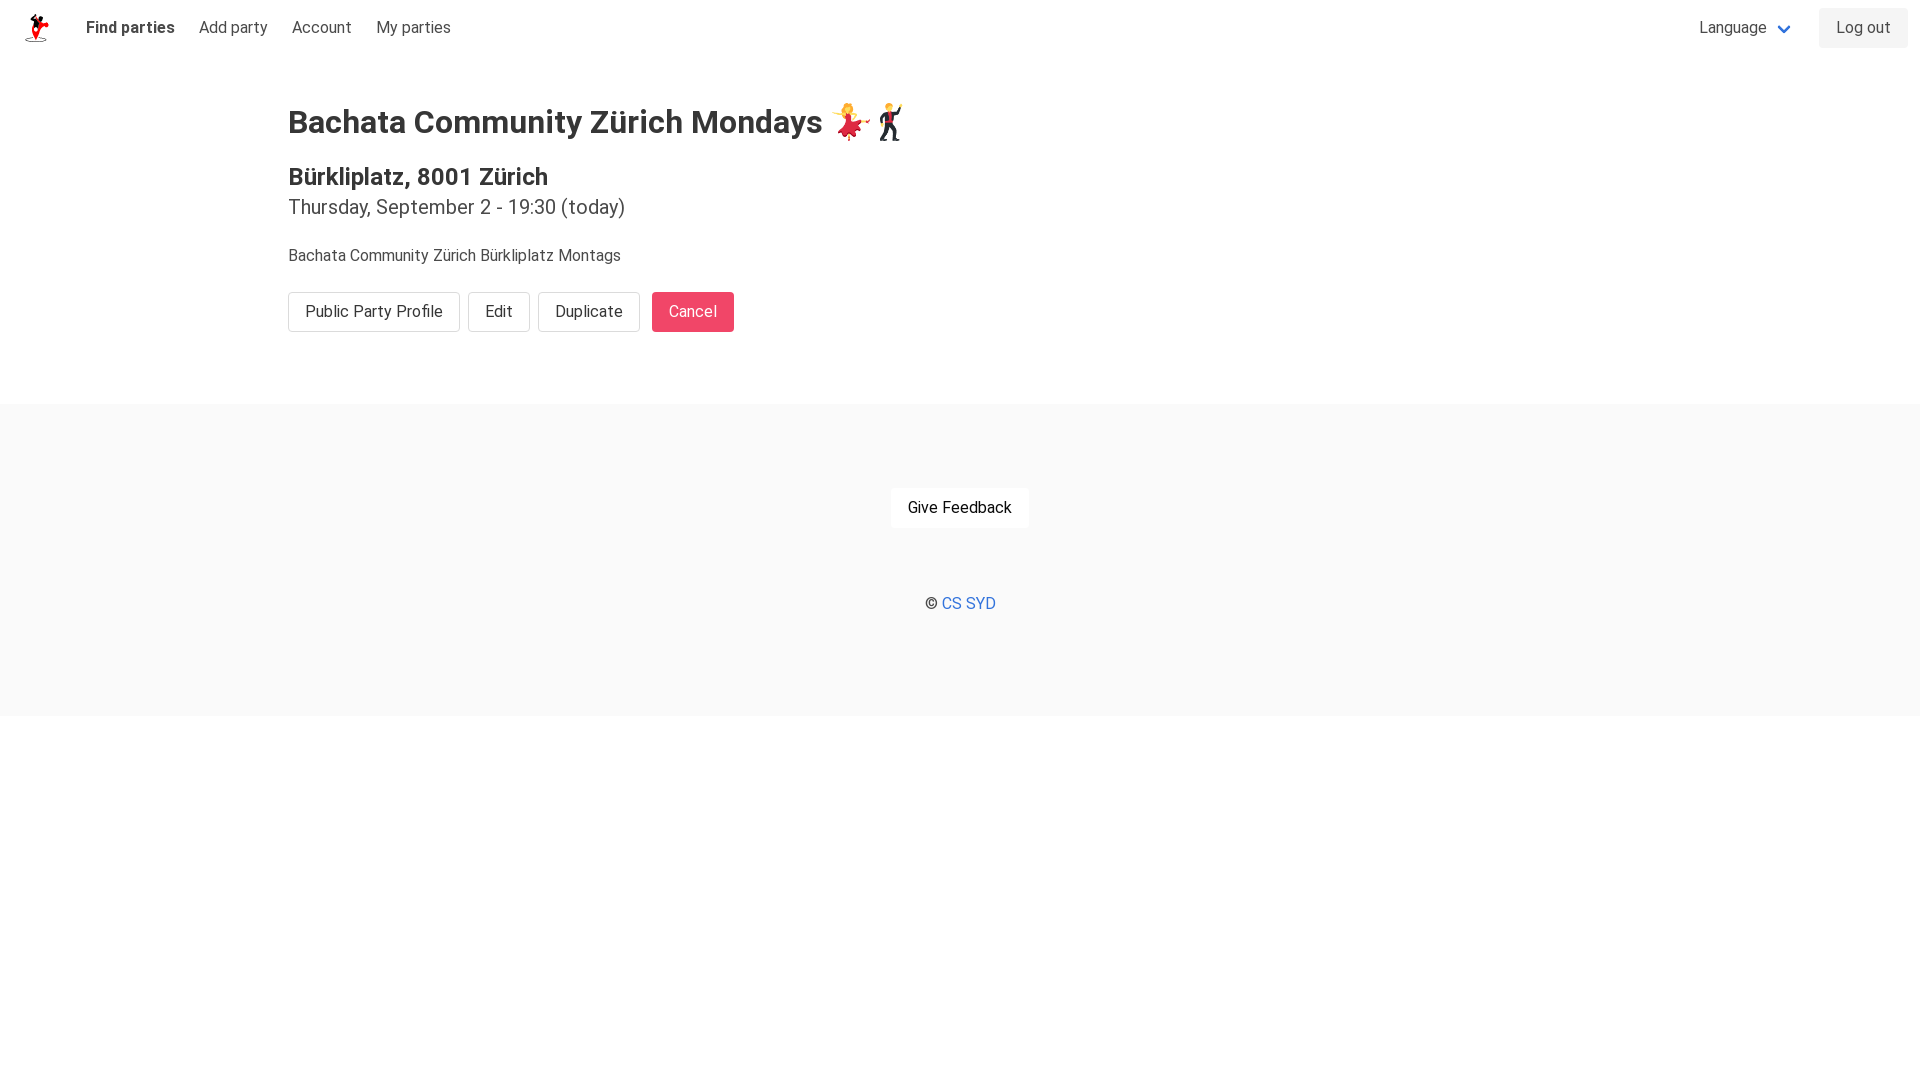 Find parties Add party Account My parties Language Log out
Bachata Community Zürich Mondays 💃🕺
Bürkliplatz, 8001 Zürich
Thursday, September 2 - 19:30 (today)
Bachata Community Zürich Bürkliplatz Montags
Public Party Profile Edit Duplicate Cancel
Give Feedback
© CS SYD